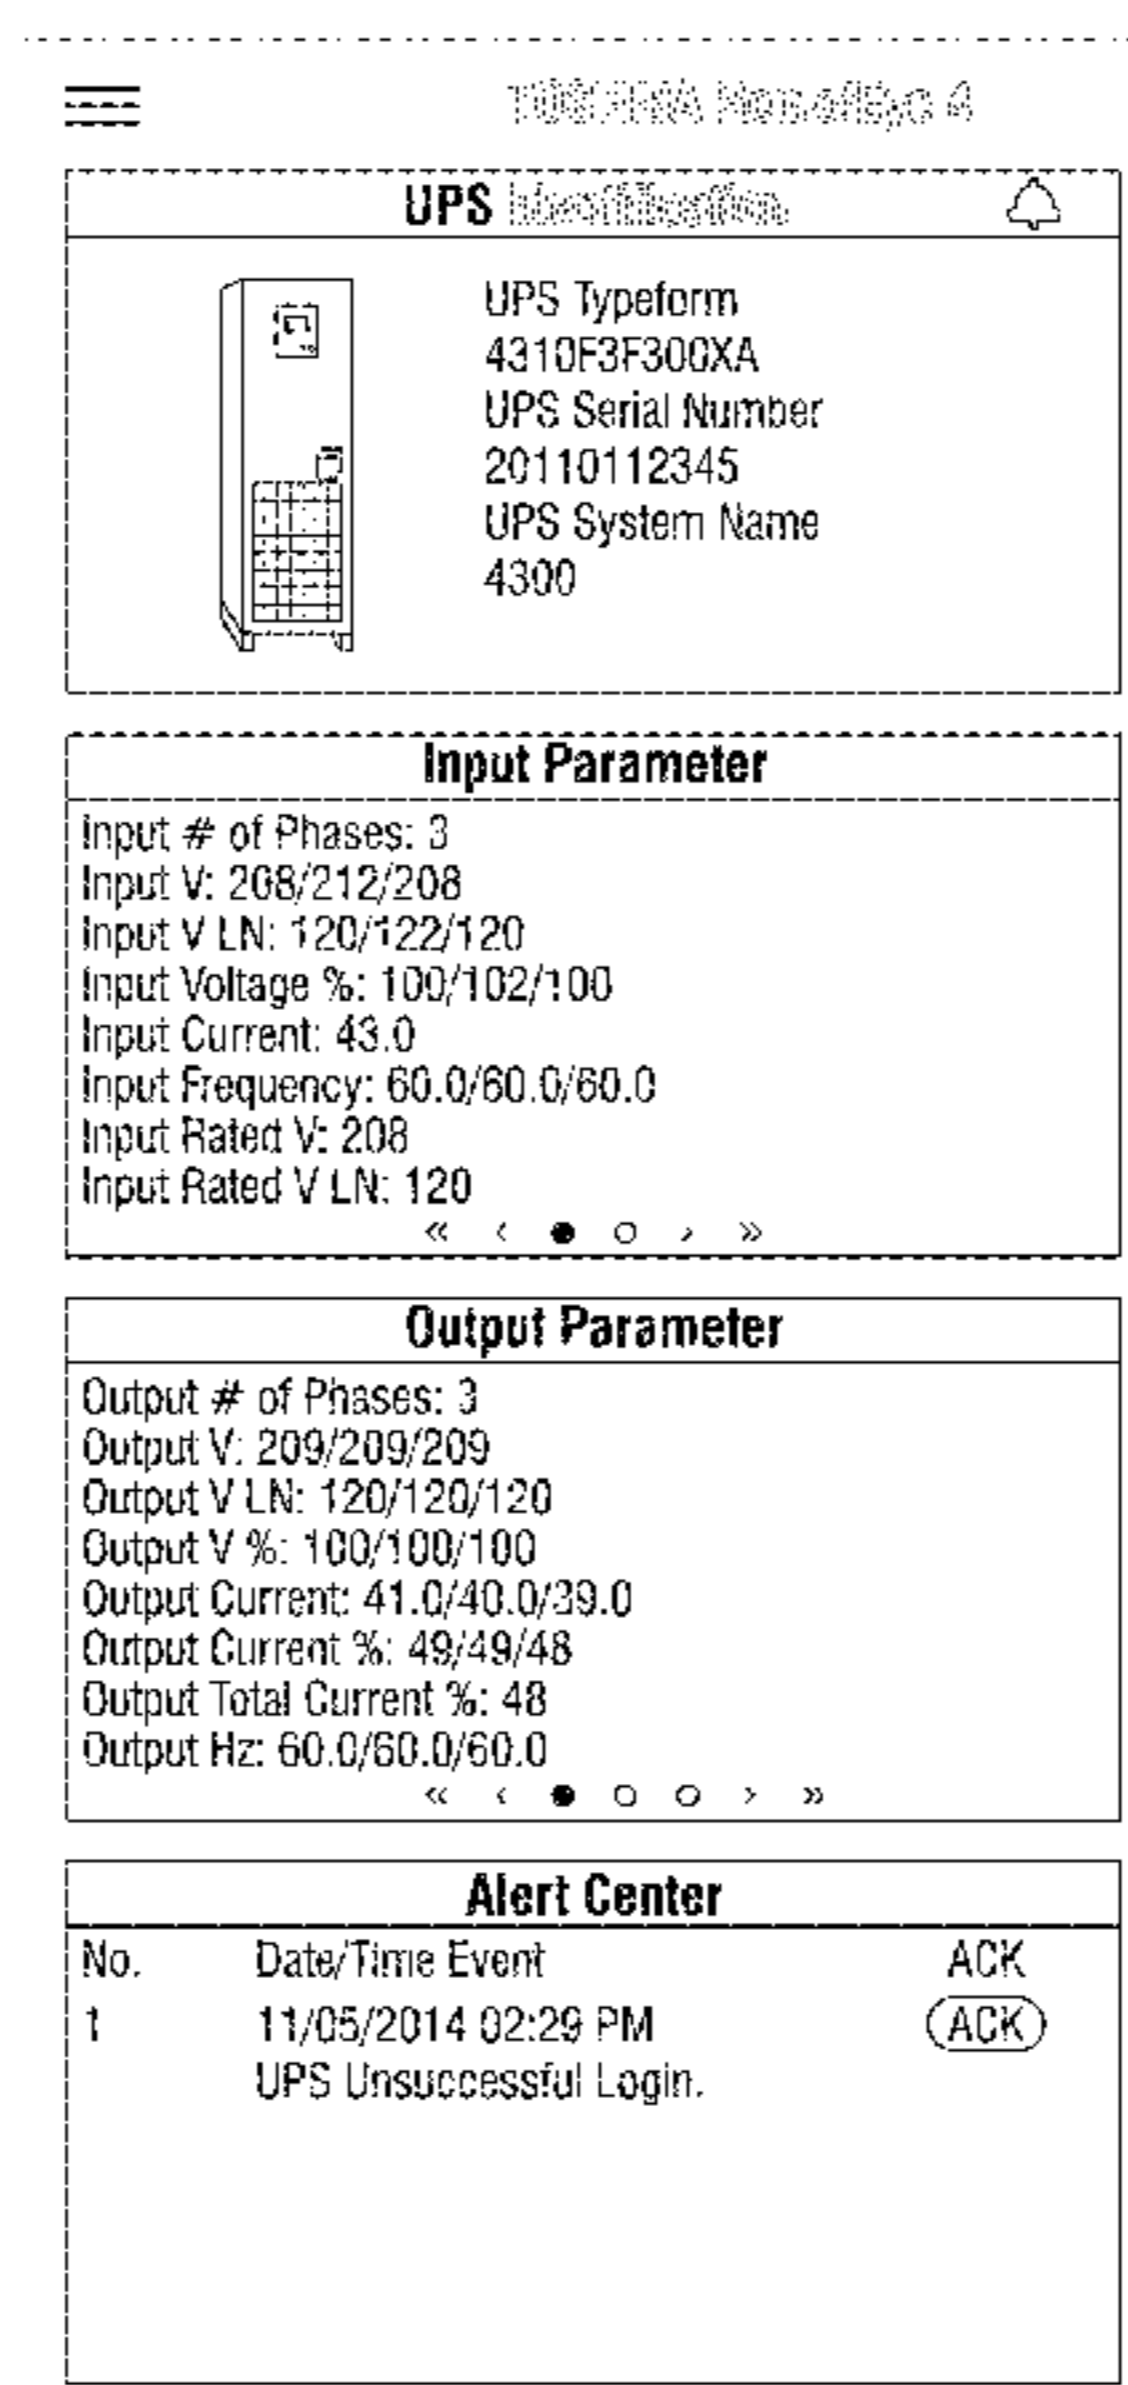 UPS
UPS Typeform
4310F3F300XA
UPS Serial Number
20110112345
UPS System Name
4300
Input Parameter
Input # of Phases: 3
Input V: 208/212/208
Input V LN: 120/122/120
Input Voltage %: 100/102/100
Input Current: 43.0
Input Frequency: 60.0/60.0/60.0
Input Rated V: 208
Input Rated V LN: 120
« ‹ ● ○ › »
Output Parameter
Output # of Phases: 3
Output V: 209/209/209
Output V LN: 120/120/120
Output V %: 100/100/100
Output Current: 41.0/40.0/39.0
Output Current %: 49/49/48
Output Total Current %: 48
Output Hz: 60.0/60.0/60.0
« ‹ ● ○ ○ › »
Alert Center
No. Date/Time Event ACK
1 11/05/2014 02:29 PM ACK
UPS Unsuccessful Login.